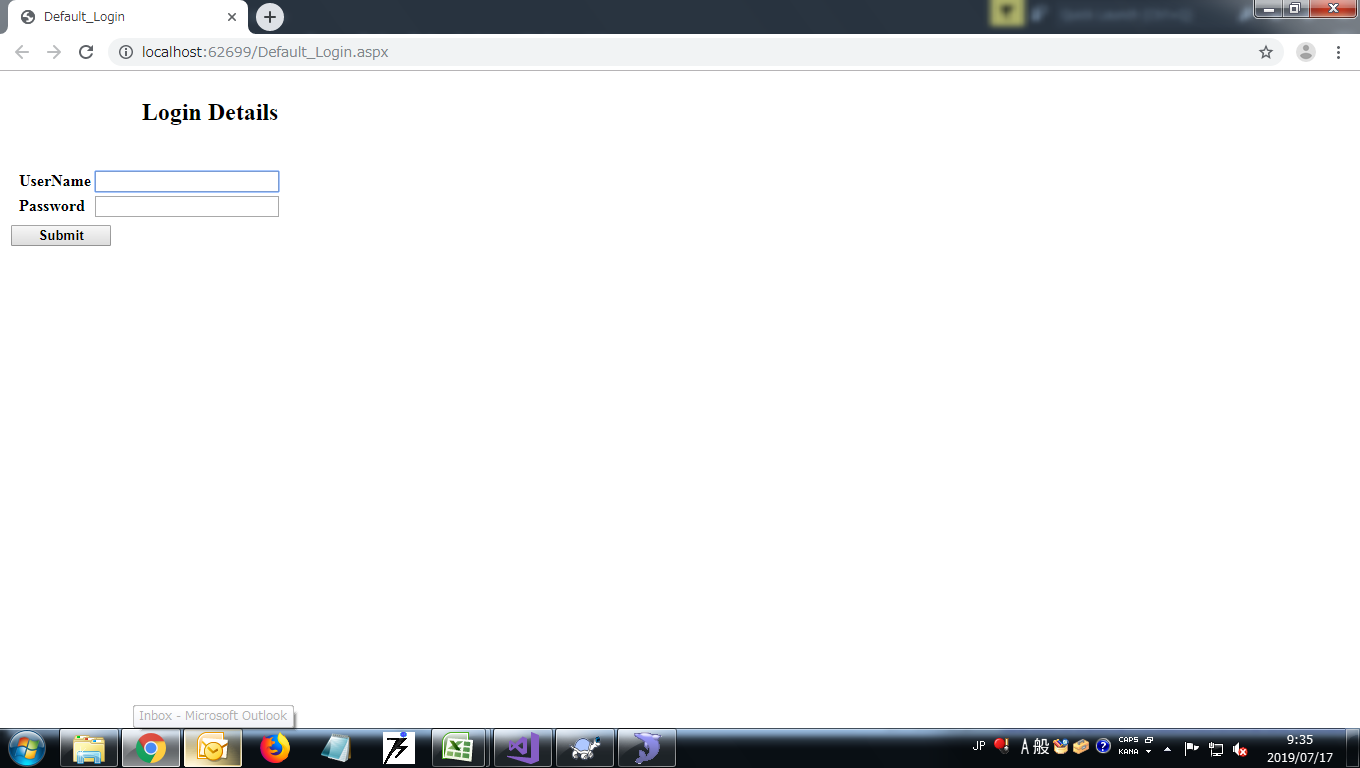 Default_Login
localhost:62699/Default_Login.aspx
Login Details
UserName
Password
Submit
Inbox - Microsoft Outlook
JP
A 般
CAPS
KANA
9:35
2019/07/17